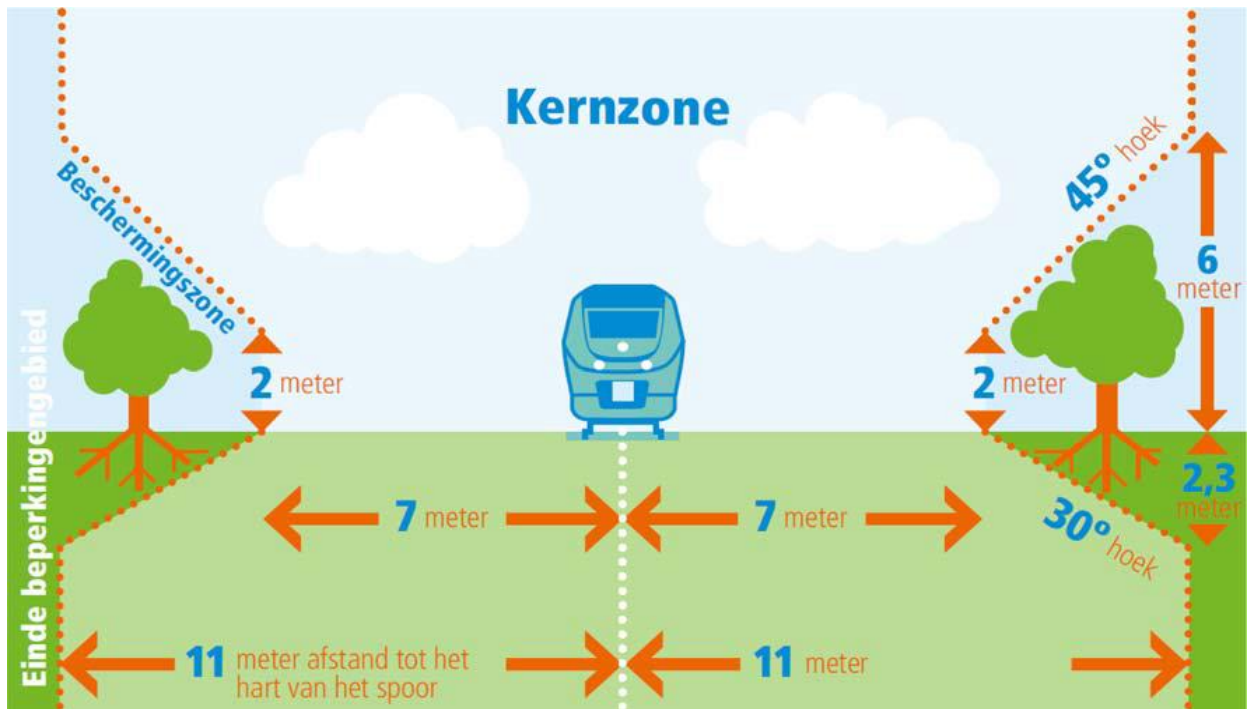 Kernzone
Beschermingszone
45° hoek
6
meter
2 meter
2 meter
Einde beperkingengebied
2,3
meter
7 meter
7 meter
30° hoek
11 meter afstand tot het
hart van het spoor
11 meter